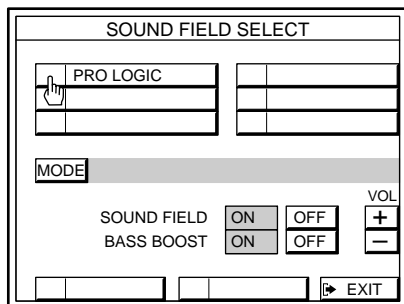 SOUND FIELD SELECT
PRO LOGIC
MODE
VOL
SOUND FIELD ON OFF +
BASS BOOST ON OFF −
EXIT